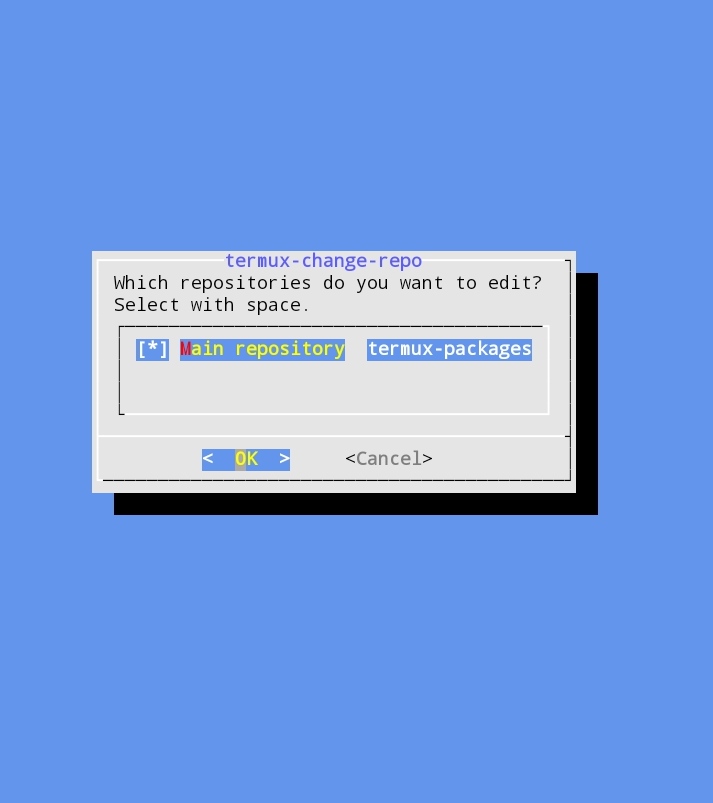 termux-change-repo
Which repositories do you want to edit?
Select with space.
[*] Main repository  termux-packages
<  OK  >     <Cancel>